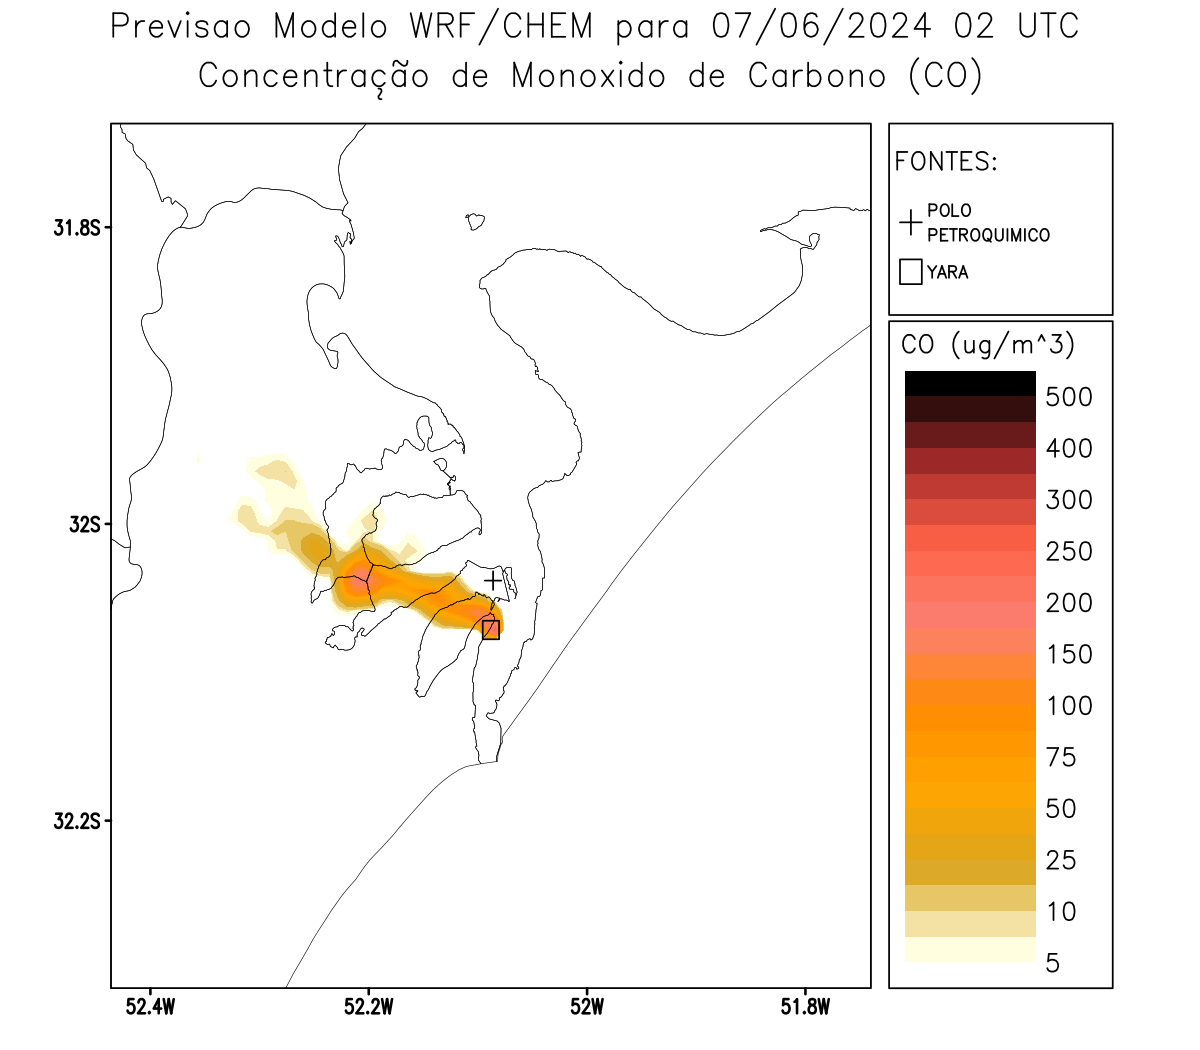 Previsao Modelo WRF/CHEM para 07/06/2024 02 UTC
Concentração de Monoxido de Carbono (CO)
FONTES:
POLO
PETROQUIMICO
YARA
CO (ug/m^3)
500
400
300
250
200
150
100
75
50
25
10
5
31.8S
32S
32.2S
52.4W
52.2W
52W
51.8W